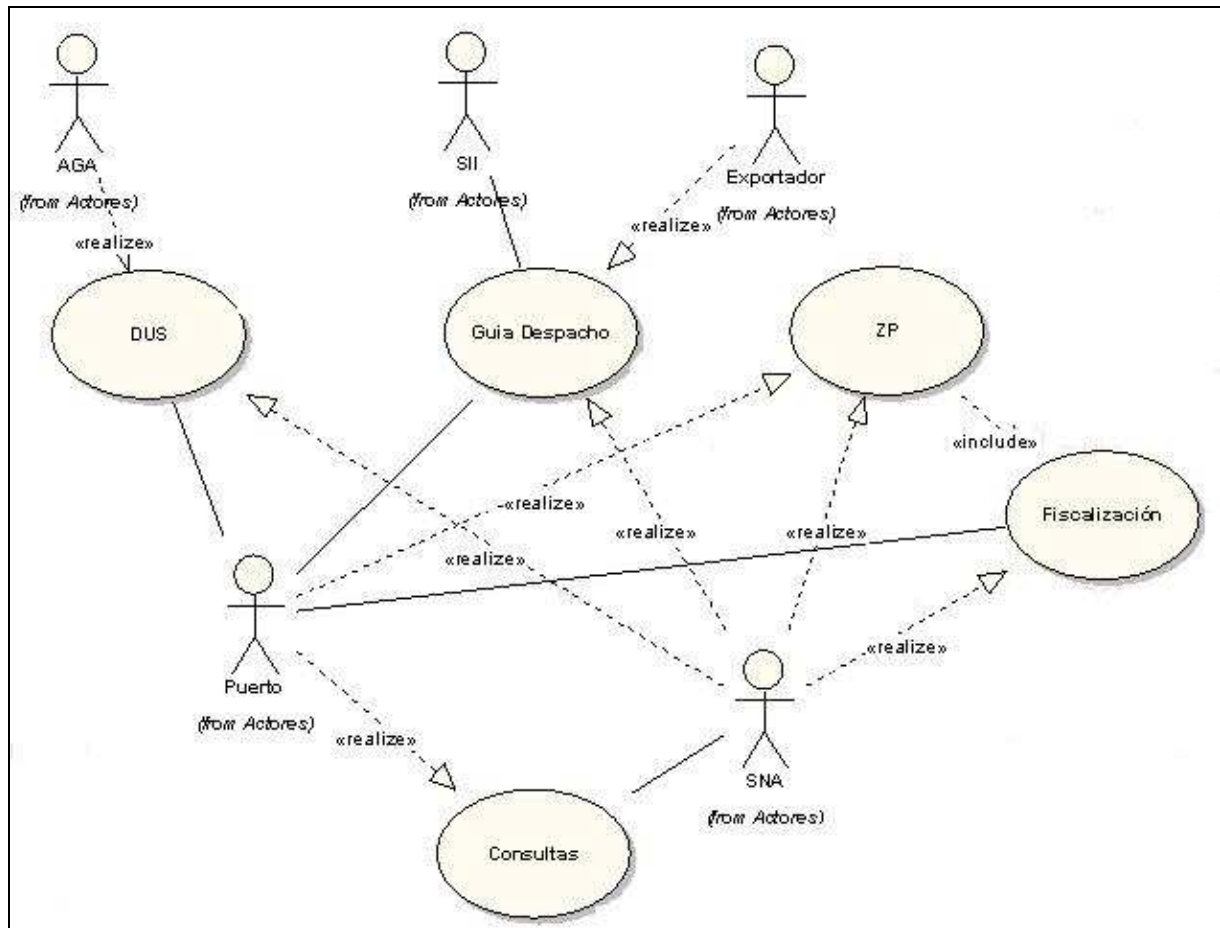 AGA
(from Actores)
«realize»
SII
(from Actores)
Exportador
(from Actores)
«realize»
DUS
Guia Despacho
ZP
«include»
Fiscalización
«realize»
«realize»
«realize»
«realize»
«realize»
Puerto
(from Actores)
«realize»
SNA
(from Actores)
Consultas